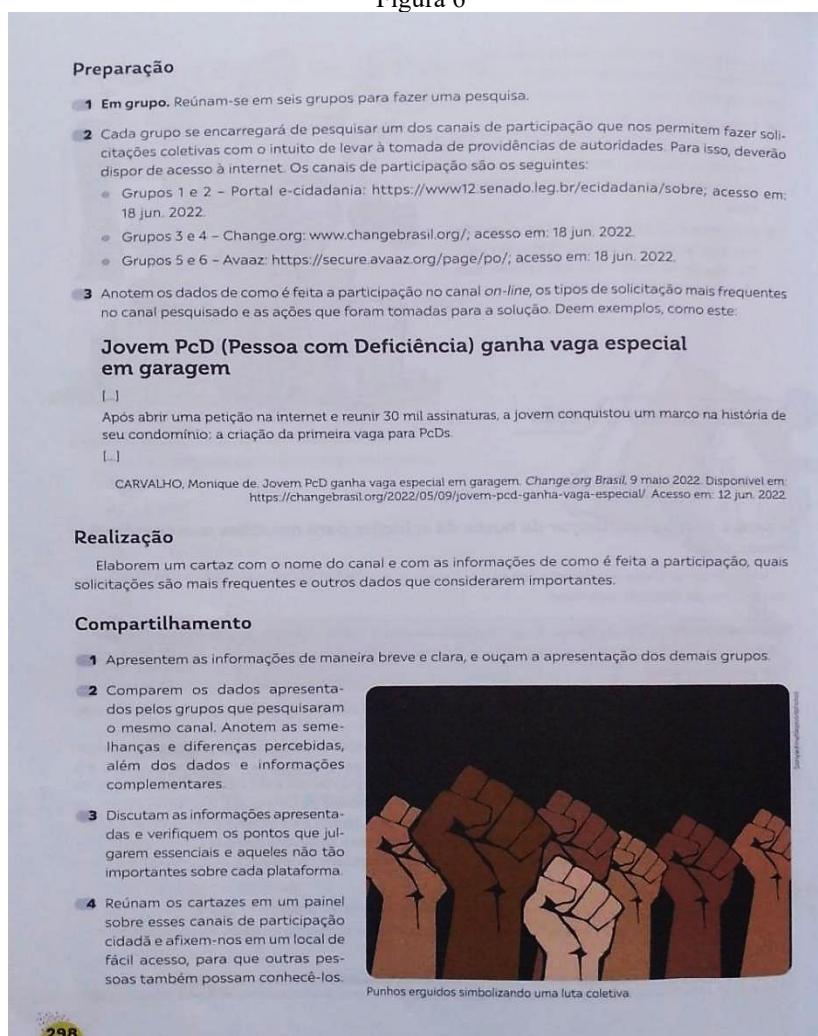 Figura 6
Preparação
1 Em grupo. Reúnam-se em seis grupos para fazer uma pesquisa.
2 Cada grupo se encarregará de pesquisar um dos canais de participação que nos permitem fazer soli-
citações coletivas com o intuito de levar à tomada de providências de autoridades. Para isso, deverão
dispor de acesso à internet. Os canais de participação são os seguintes:
Grupos 1 e 2 – Portal e-cidadania: https://www12.senado.leg.br/ecidadania/sobre; acesso em:
18 jun. 2022.
Grupos 3 e 4 – Change.org: www.changebrasil.org/; acesso em: 18 jun. 2022.
Grupos 5 e 6 – Avaaz: https://secure.avaaz.org/page/po/; acesso em: 18 jun. 2022.
3 Anotem os dados de como é feita a participação no canal on-line, os tipos de solicitação mais frequentes
no canal pesquisado e as ações que foram tomadas para a solução. Deem exemplos, como este:
Jovem PcD (Pessoa com Deficiência) ganha vaga especial
em garagem
[...]
Após abrir uma petição na internet e reunir 30 mil assinaturas, a jovem conquistou um marco na história de
seu condomínio: a criação da primeira vaga para PcDs.
[...]
CARVALHO, Monique de. Jovem PcD ganha vaga especial em garagem. Change.org Brasil, 9 maio 2022. Disponível em:
https://changebrasil.org/2022/05/09/jovem-pcd-ganha-vaga-especial/. Acesso em: 12 jun. 2022.
Realização
Elaborem um cartaz com o nome do canal e com as informações de como é feita a participação, quais
solicitações são mais frequentes e outros dados que considerarem importantes.
Compartilhamento
1 Apresentem as informações de maneira breve e clara, e ouçam a apresentação dos demais grupos.
2 Comparem os dados apresenta-
dos pelos grupos que pesquisaram
o mesmo canal. Anotem as seme-
lhanças e diferenças percebidas,
além dos dados e informações
complementares.
3 Discutam as informações apresenta-
das e verifiquem os pontos que jul-
garem essenciais e aqueles não tão
importantes sobre cada plataforma.
4 Reúnam os cartazes em um painel
sobre esses canais de participação
cidadã e afixem-nos em um local de
fácil acesso, para que outras pes-
soas também possam conhecê-los.
Punhos erguidos simbolizando uma luta coletiva.
298